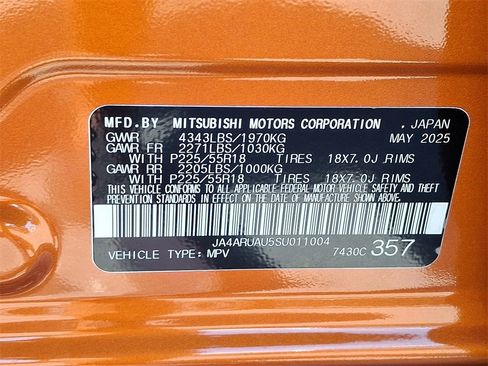 MFD.BY MITSUBISHI MOTORS CORPORATION , JAPAN
GVWR 4343LBS/1970KG MAY 2025
GAWR FR 2271LBS/1030KG
WITH P225/55R18 TIRES 18X7.0J RIMS
GAWR RR 2205LBS/1000KG
WITH P225/55R18 TIRES 18X7.0J RIMS
THIS VEHICLE CONFORMS TO ALL APPLICABLE FEDERAL MOTOR VEHICLE SAFETY AND THEFT
PREVENTION STANDARDS IN EFFECT ON THE DATE OF MANUFACTURE SHOWN ABOVE.
JA4ARUAU5SU011004
VEHICLE TYPE: MPV 7430C 357